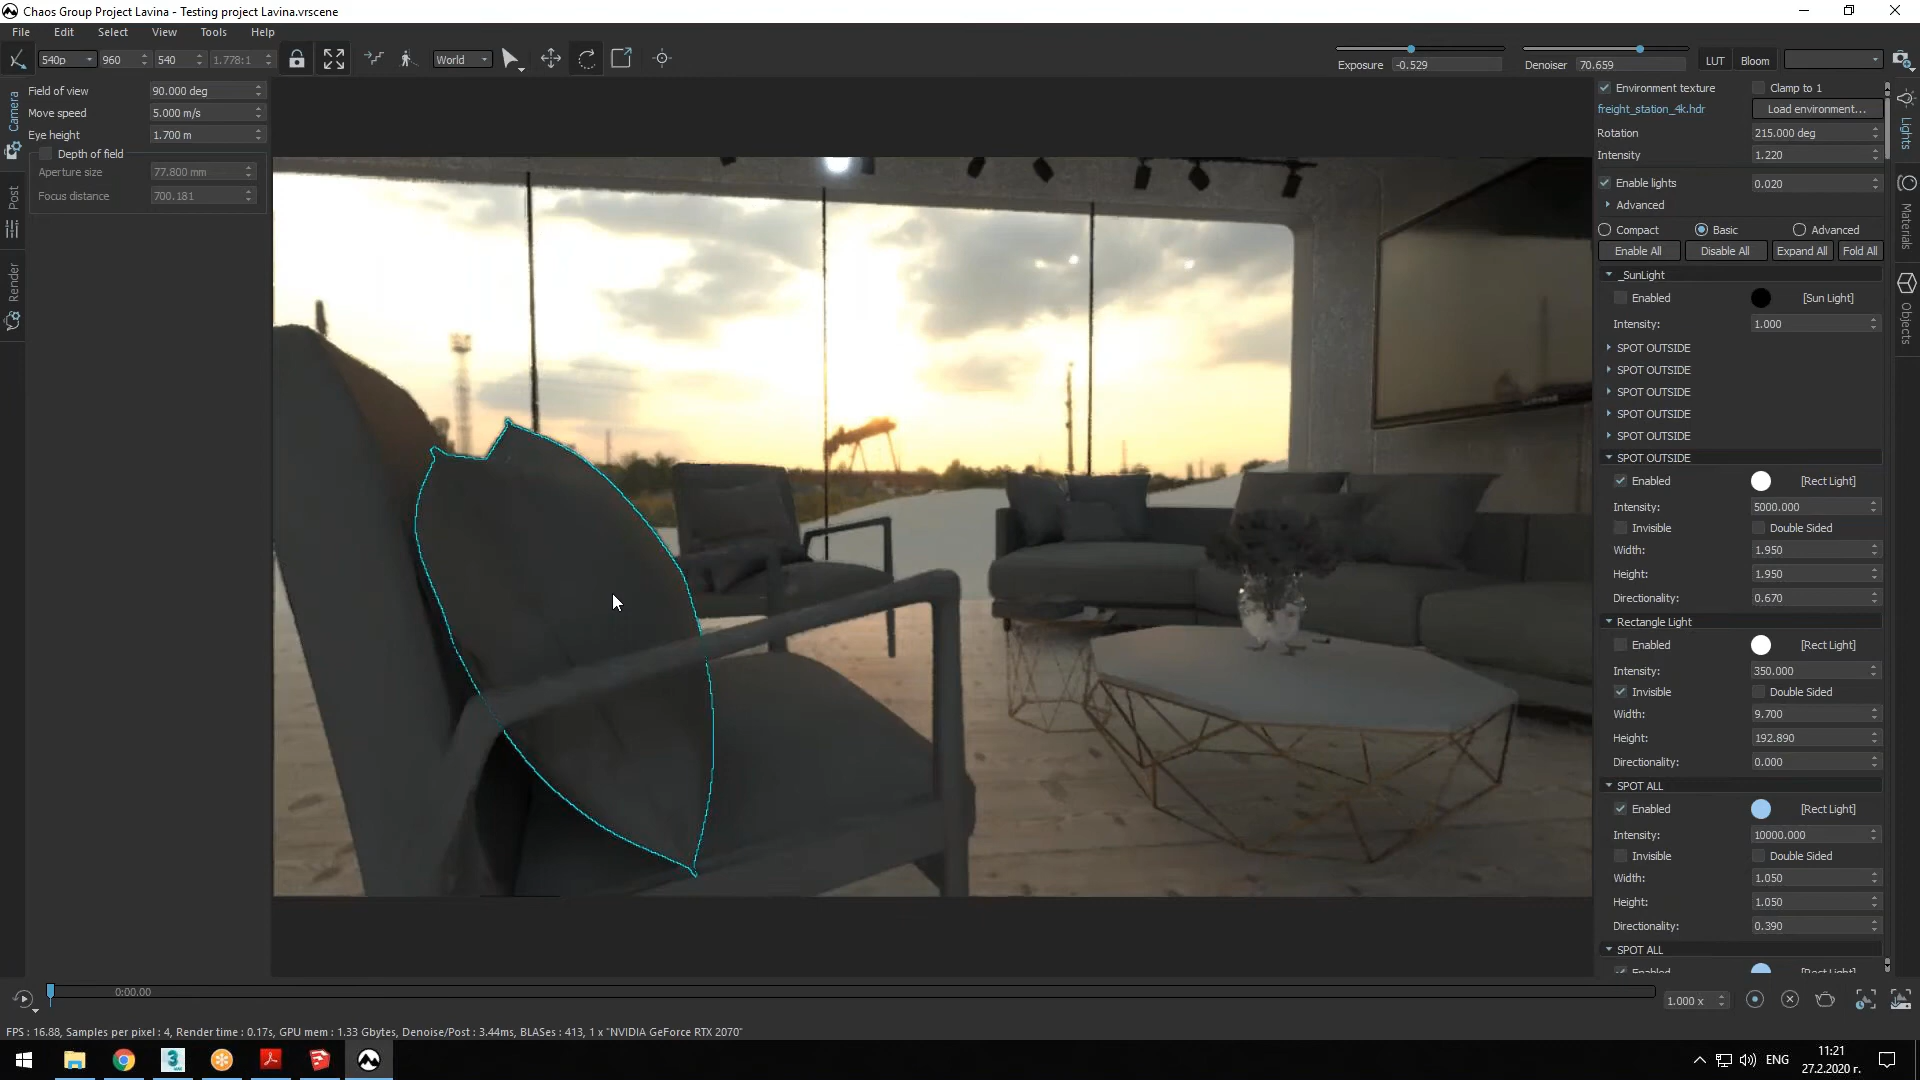 Chaos Group Project Lavina - Testing project Lavina.vrscene
File Edit Select View Tools Help
540p 960 540 1.778:1 World Exposure -0.529 Denoiser 70.659 LUT Bloom
Camera
Post
Render
Field of view 90.000 deg
Move speed 5.000 m/s
Eye height 1.700 m
Depth of field
Aperture size 77.800 mm
Focus distance 700.181
Environment texture Clamp to 1
freight_station_4k.hdr Load environment...
Rotation 215.000 deg
Intensity 1.220
Enable lights 0.020
Advanced
Compact Basic Advanced
Enable All Disable All Expand All Fold All
_SunLight
Enabled [Sun Light]
Intensity: 1.000
SPOT OUTSIDE
SPOT OUTSIDE
SPOT OUTSIDE
SPOT OUTSIDE
SPOT OUTSIDE
SPOT OUTSIDE
Enabled [Rect Light]
Intensity: 5000.000
Invisible Double Sided
Width: 1.950
Height: 1.950
Directionality: 0.670
Rectangle Light
Enabled [Rect Light]
Intensity: 350.000
Invisible Double Sided
Width: 9.700
Height: 192.890
Directionality: 0.000
SPOT ALL
Enabled [Rect Light]
Intensity: 10000.000
Invisible Double Sided
Width: 1.050
Height: 1.050
Directionality: 0.390
SPOT ALL
Enabled [Rect Light]
Lights
Materials
Objects
0:00.00 1.000 x
FPS : 16.88, Samples per pixel : 4, Render time : 0.17s, GPU mem : 1.33 Gbytes, Denoise/Post : 3.44ms, BLASes : 413, 1 x "NVIDIA GeForce RTX 2070"
ENG
11:21
27.2.2020 г.